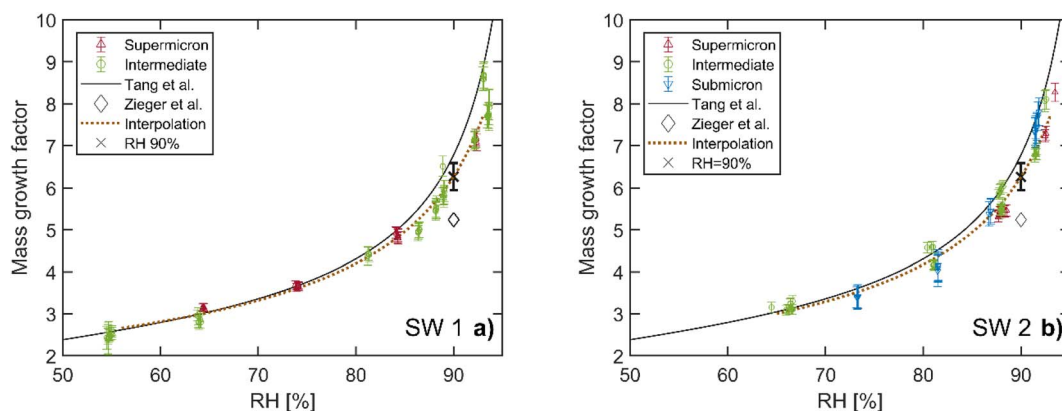 10
9
8
7
6
5
4
3
2
Mass growth factor
Supermicron
Intermediate
Tang et al.
Zieger et al.
Interpolation
RH 90%
SW 1 a)
50 60 70 80 90
RH [%]
10
9
8
7
6
5
4
3
2
Mass growth factor
Supermicron
Intermediate
Submicron
Tang et al.
Zieger et al.
Interpolation
RH=90%
SW 2 b)
50 60 70 80 90
RH [%]